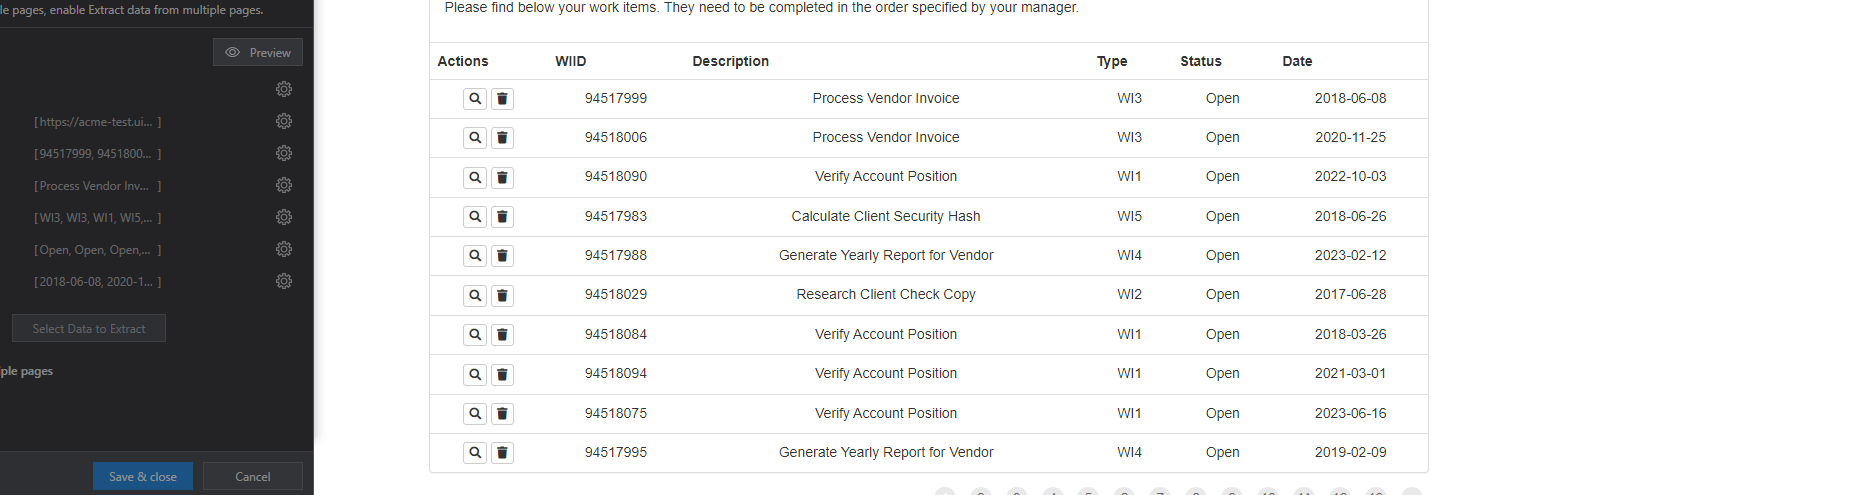 le pages, enable Extract data from multiple pages.
Preview
[https://acme-test.ui... ]
[94517999, 9451800... ]
[Process Vendor Inv... ]
[WI3, WI3, WI1, WI5,... ]
[Open, Open, Open,... ]
[2018-06-08, 2020-1... ]
Select Data to Extract
ple pages
Save & close Cancel
Please find below your work items. They need to be completed in the order specified by your manager.
Actions WIID Description Type Status Date
94517999 Process Vendor Invoice WI3 Open 2018-06-08
94518006 Process Vendor Invoice WI3 Open 2020-11-25
94518090 Verify Account Position WI1 Open 2022-10-03
94517983 Calculate Client Security Hash WI5 Open 2018-06-26
94517988 Generate Yearly Report for Vendor WI4 Open 2023-02-12
94518029 Research Client Check Copy WI2 Open 2017-06-28
94518084 Verify Account Position WI1 Open 2018-03-26
94518094 Verify Account Position WI1 Open 2021-03-01
94518075 Verify Account Position WI1 Open 2023-06-16
94517995 Generate Yearly Report for Vendor WI4 Open 2019-02-09